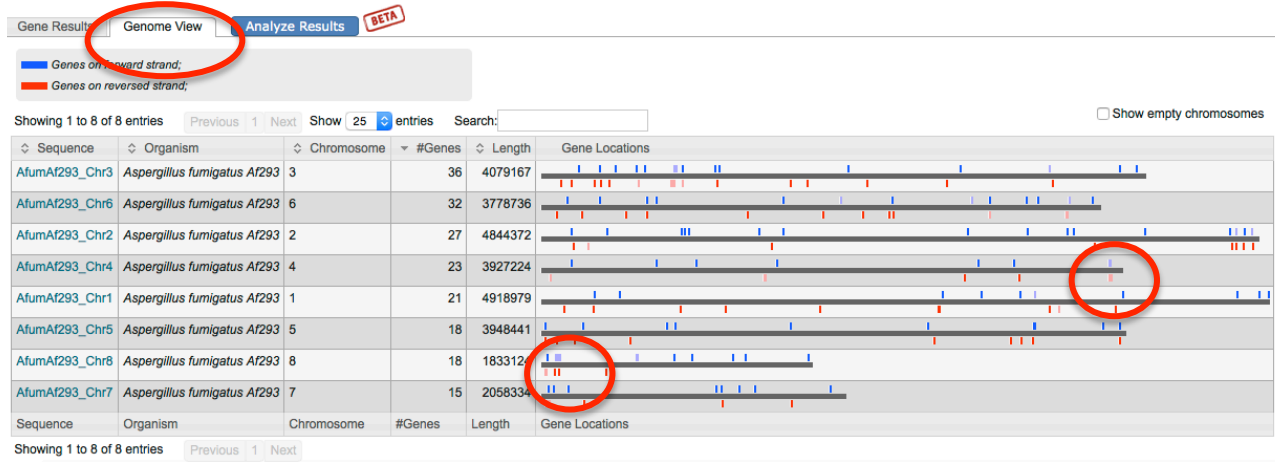 Gene Results Genome View Analyze Results BETA
Genes on forward strand;
Genes on reversed strand;
Showing 1 to 8 of 8 entries Previous 1 Next Show 25 entries Search: Show empty chromosomes
Sequence Organism Chromosome #Genes Length Gene Locations
AfumAf293_Chr3 Aspergillus fumigatus Af293 3 36 4079167
AfumAf293_Chr6 Aspergillus fumigatus Af293 6 32 3778736
AfumAf293_Chr2 Aspergillus fumigatus Af293 2 27 4844372
AfumAf293_Chr4 Aspergillus fumigatus Af293 4 23 3927224
AfumAf293_Chr1 Aspergillus fumigatus Af293 1 21 4918979
AfumAf293_Chr5 Aspergillus fumigatus Af293 5 18 3948441
AfumAf293_Chr8 Aspergillus fumigatus Af293 8 18 1833124
AfumAf293_Chr7 Aspergillus fumigatus Af293 7 15 2058334
Sequence Organism Chromosome #Genes Length Gene Locations
Showing 1 to 8 of 8 entries Previous 1 Next